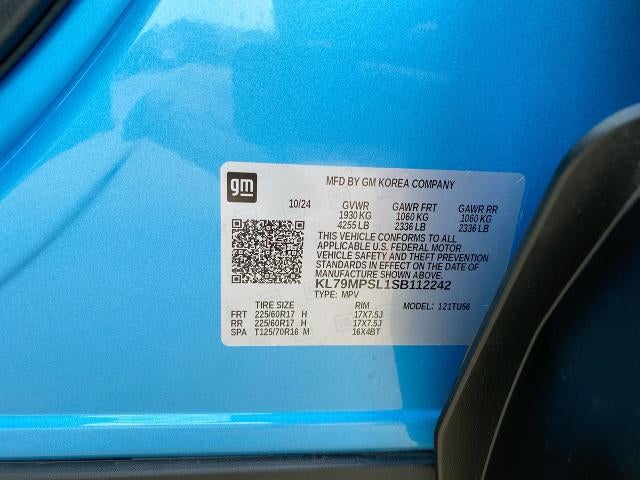 gm
MFD BY GM KOREA COMPANY
10/24 GVWR GAWR FRT GAWR RR
1930 KG 1060 KG 1060 KG
4255 LB 2336 LB 2336 LB
THIS VEHICLE CONFORMS TO ALL
APPLICABLE U.S. FEDERAL MOTOR
VEHICLE SAFETY AND THEFT PREVENTION
STANDARDS IN EFFECT ON THE DATE OF
MANUFACTURE SHOWN ABOVE.
KL79MPSL1SB112242
TYPE: MPV MODEL: 121TU56
TIRE SIZE RIM
FRT 225/60R17 H 17X7.5J
RR 225/60R17 H 17X7.5J
SPA T125/70R16 M 16X4BT